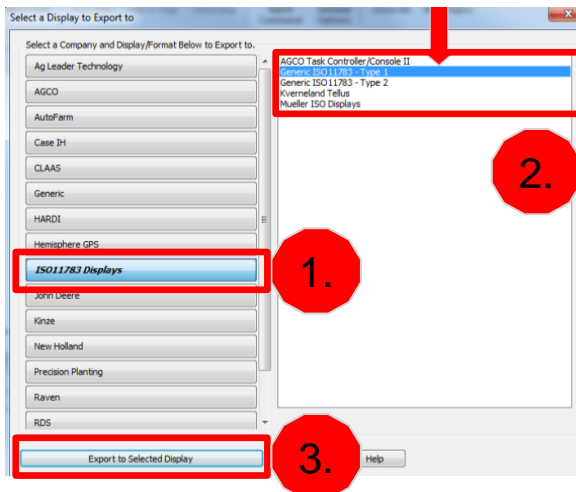 Select a Display to Export to
Select a Company and Display/Format Below to Export to.
Ag Leader Technology
AGCO
AutoFarm
Case IH
CLAAS
Generic
HARDI
Hemisphere GPS
ISO11783 Displays
John Deere
Kinze
New Holland
Precision Planting
Raven
RDS
AGCO Task Controller/Console II
Generic ISO11783 - Type 1
Generic ISO11783 - Type 2
Kverneland Tellus
Mueller ISO Displays
2.
1.
Export to Selected Display
3.
Help